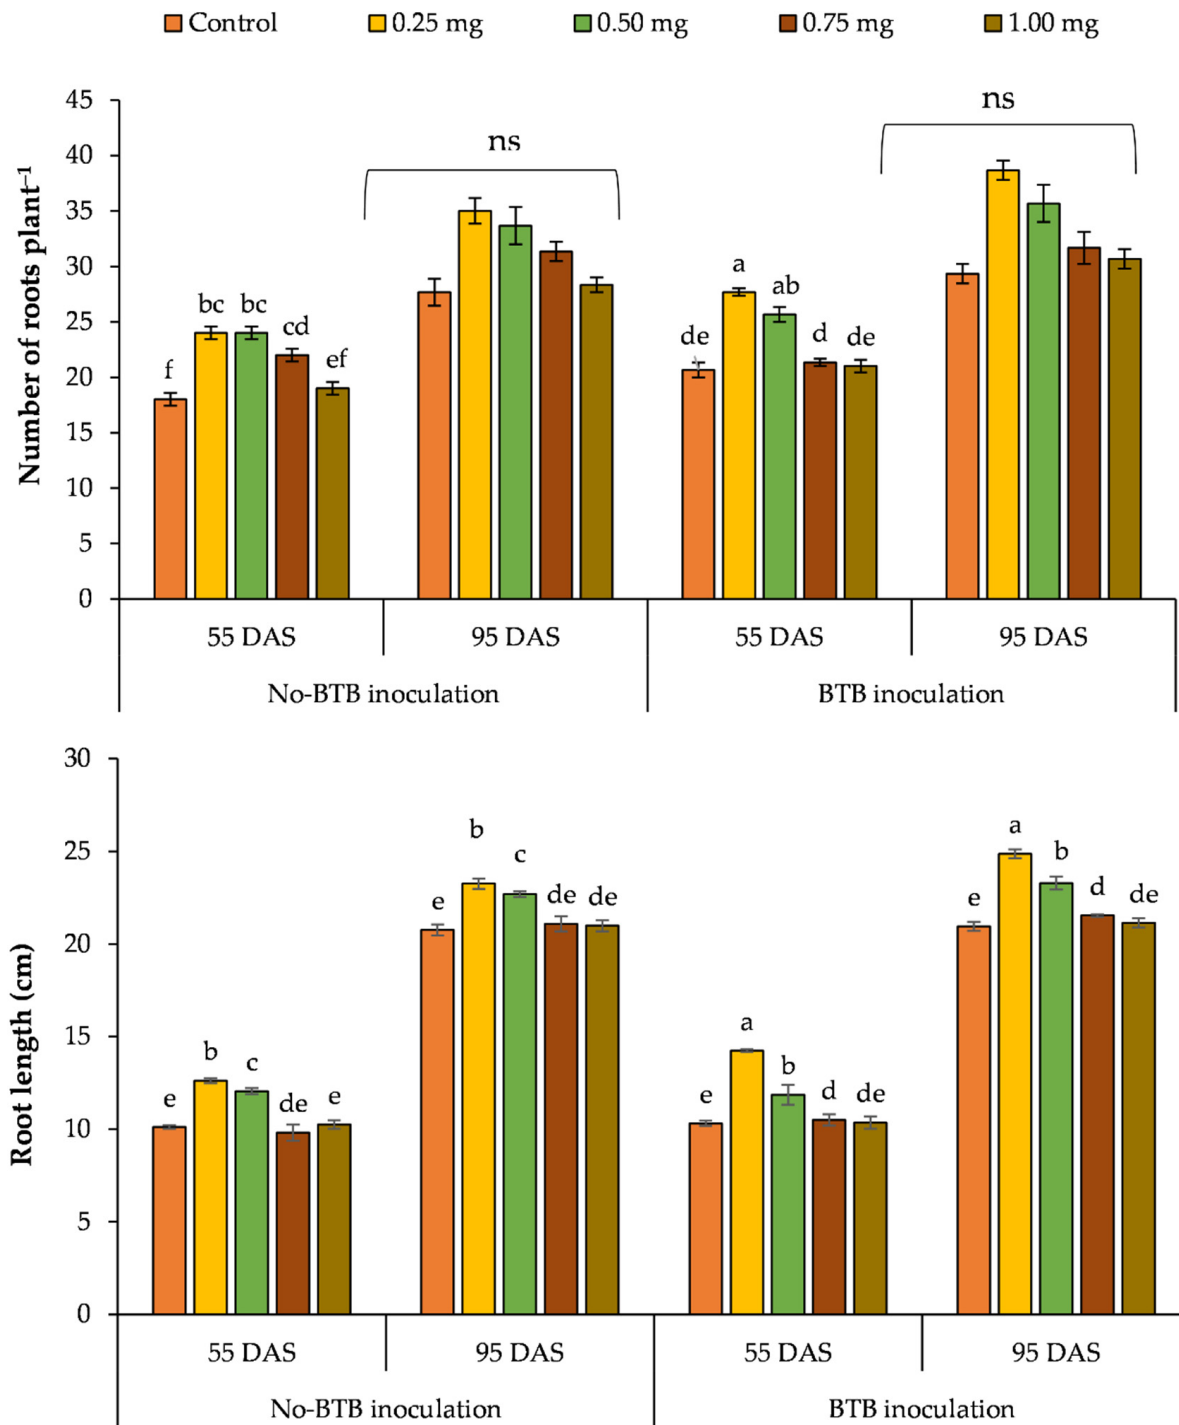 Control 0.25 mg 0.50 mg 0.75 mg 1.00 mg
Number of roots plant⁻¹
45
40
35
30
25
20
15
10
5
0
f bc bc cd ef
ns
de a ab d de
ns
55 DAS 95 DAS 55 DAS 95 DAS
No-BTB inoculation BTB inoculation
Root length (cm)
30
25
20
15
10
5
0
e b c de e
e b c de de
e a b d de
e a b d de
55 DAS 95 DAS 55 DAS 95 DAS
No-BTB inoculation BTB inoculation